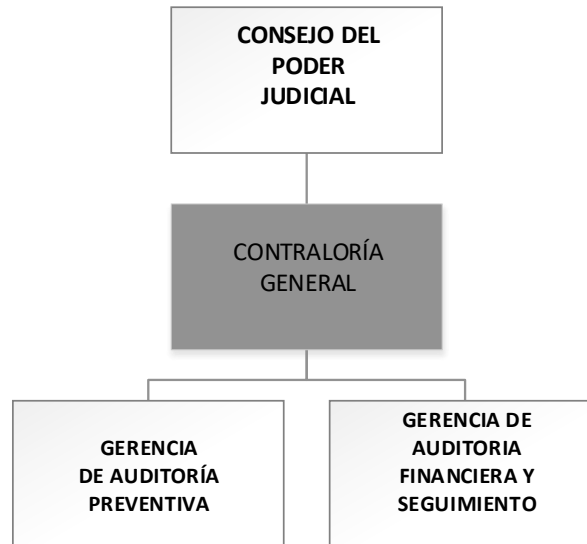 CONSEJO DEL
PODER
JUDICIAL
CONTRALORÍA
GENERAL
GERENCIA
DE AUDITORÍA
PREVENTIVA
GERENCIA DE
AUDITORIA
FINANCIERA Y
SEGUIMIENTO